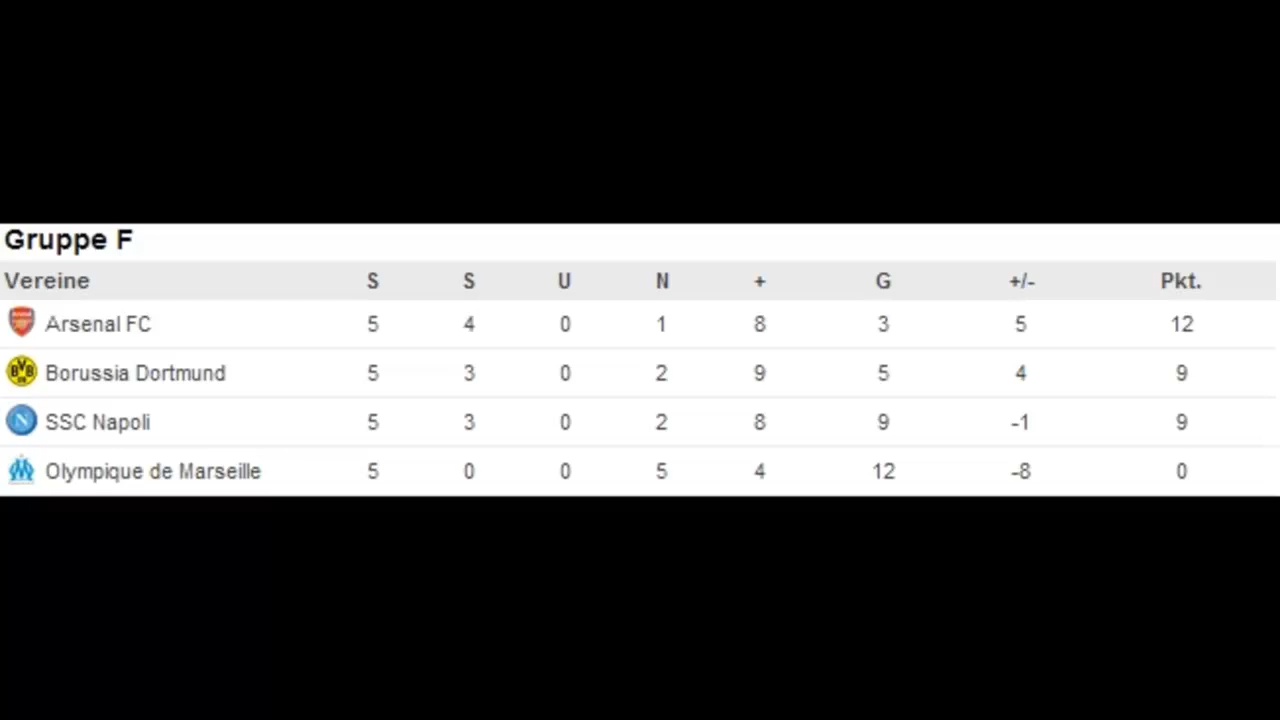 Gruppe F
Vereine S S U N + G +/- Pkt.
Arsenal FC 5 4 0 1 8 3 5 12
Borussia Dortmund 5 3 0 2 9 5 4 9
SSC Napoli 5 3 0 2 8 9 -1 9
Olympique de Marseille 5 0 0 5 4 12 -8 0